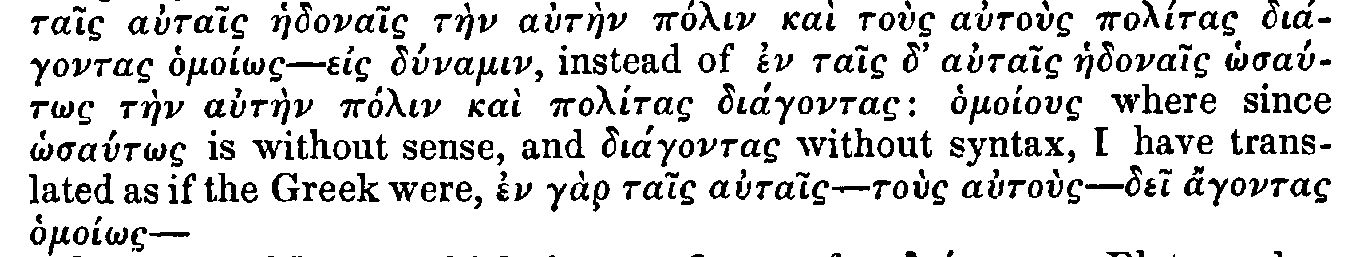 ταῖς αὐταῖς ἡδοναῖς τὴν αὐτὴν πόλιν καὶ τοὺς αὐτοὺς πολίτας διά-
γοντας ὁμοίως—εἰς δύναμιν, instead of ἐν ταῖς δ’ αὐταῖς ἡδοναῖς ὡσαύ-
τως τὴν αὐτὴν πόλιν καὶ πολίτας διάγοντας: ὁμοίους where since
ὡσαύτως is without sense, and διάγοντας without syntax, I have trans-
lated as if the Greek were, ἐν γὰρ ταῖς αὐταῖς—τοὺς αὐτοὺς—δεῖ ἄγοντας
ὁμοίως—